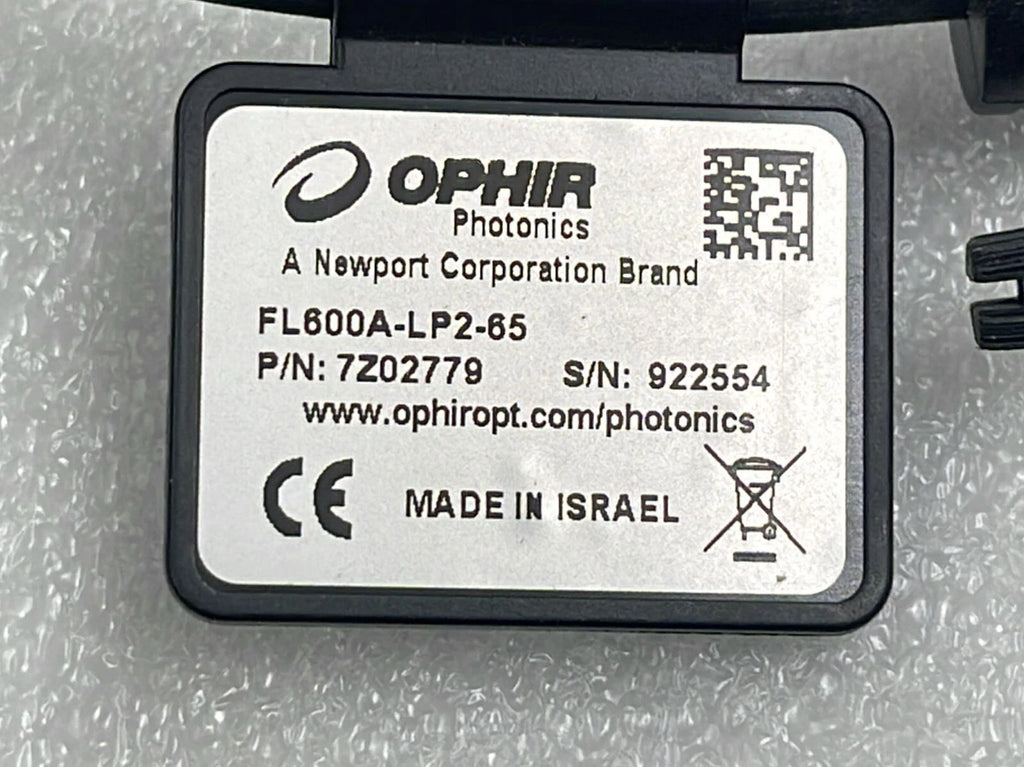 OPHIR
Photonics
A Newport Corporation Brand
FL600A-LP2-65
P/N: 7Z02779 S/N: 922554
www.ophiropt.com/photonics
CE MADE IN ISRAEL